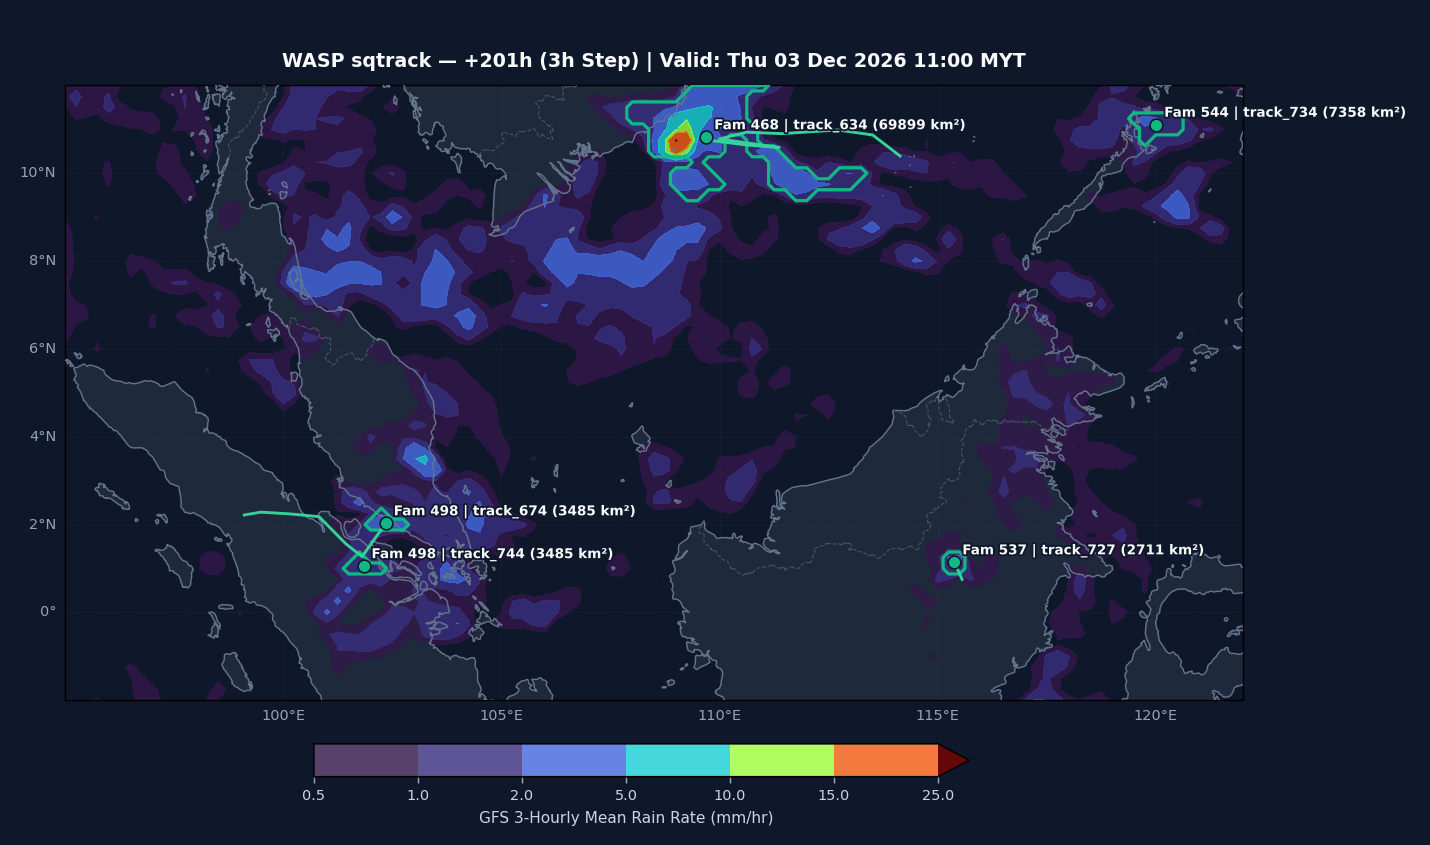 WASP sqtrack — +201h (3h Step) | Valid: Thu 03 Dec 2026 11:00 MYT
Fam 544 | track_734 (7358 km²)
Fam 468 | track_634 (69899 km²)
10°N
8°N
6°N
4°N
2°N
0°
Fam 498 | track_674 (3485 km²)
Fam 498 | track_744 (3485 km²)
Fam 537 | track_727 (2711 km²)
100°E 105°E 110°E 115°E 120°E
0.5 1.0 2.0 5.0 10.0 15.0 25.0
GFS 3-Hourly Mean Rain Rate (mm/hr)